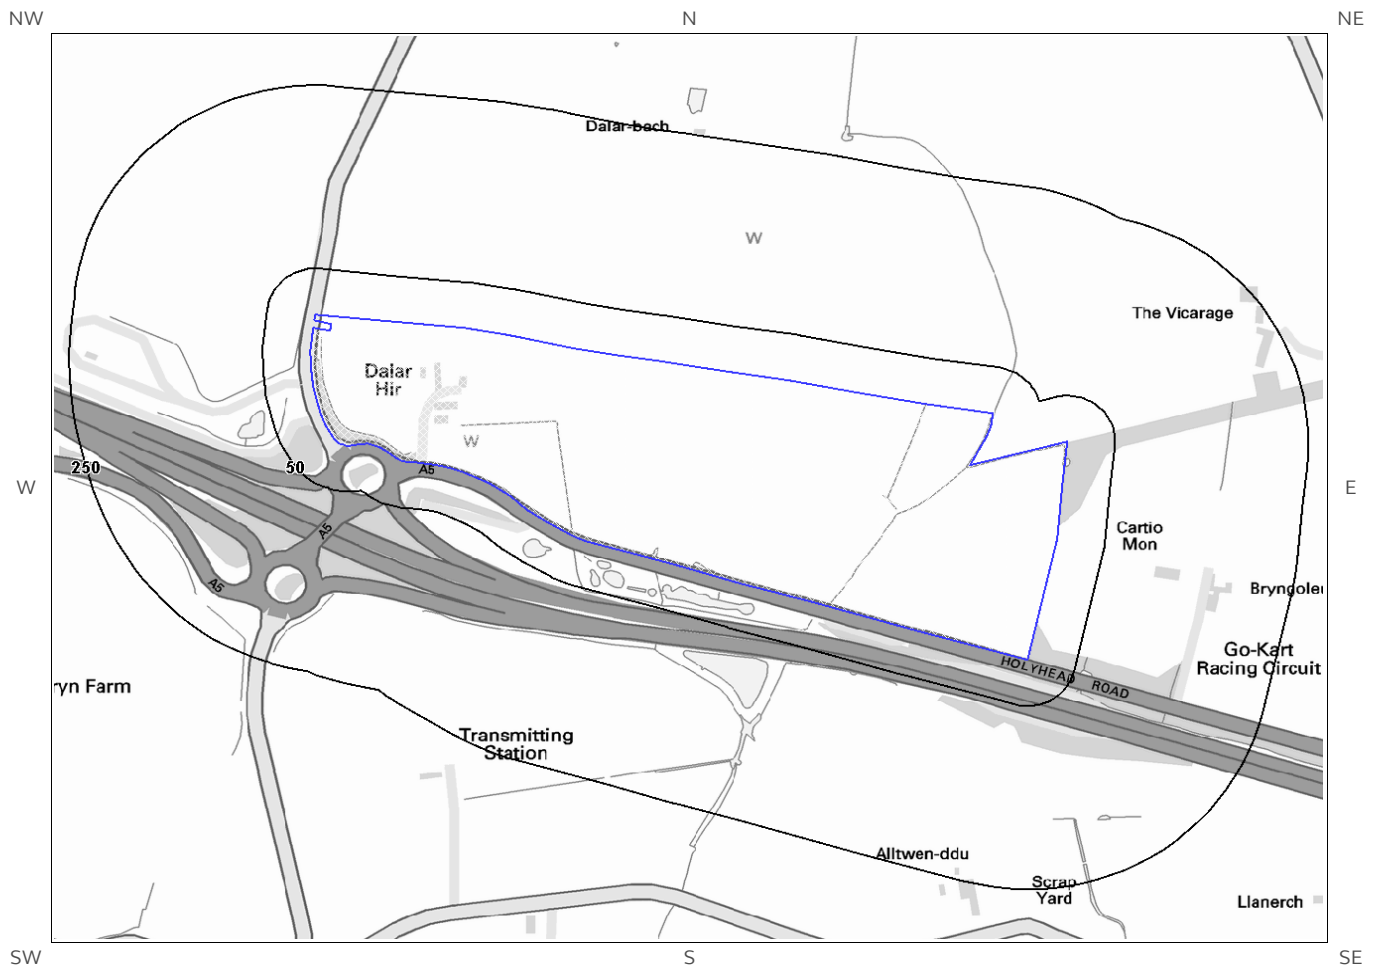 NW
N
NE
Dalar-bach
W
The Vicarage
Dalar
Hir
W
W
250
50
A5
E
A5
Cartio
Mon
A5
Bryngole
Go-Kart
Racing Circuit
HOLYHEAD ROAD
ryn Farm
Transmitting
Station
Alltwen-ddu
Scrap
Yard
Llanerch
SW
S
SE